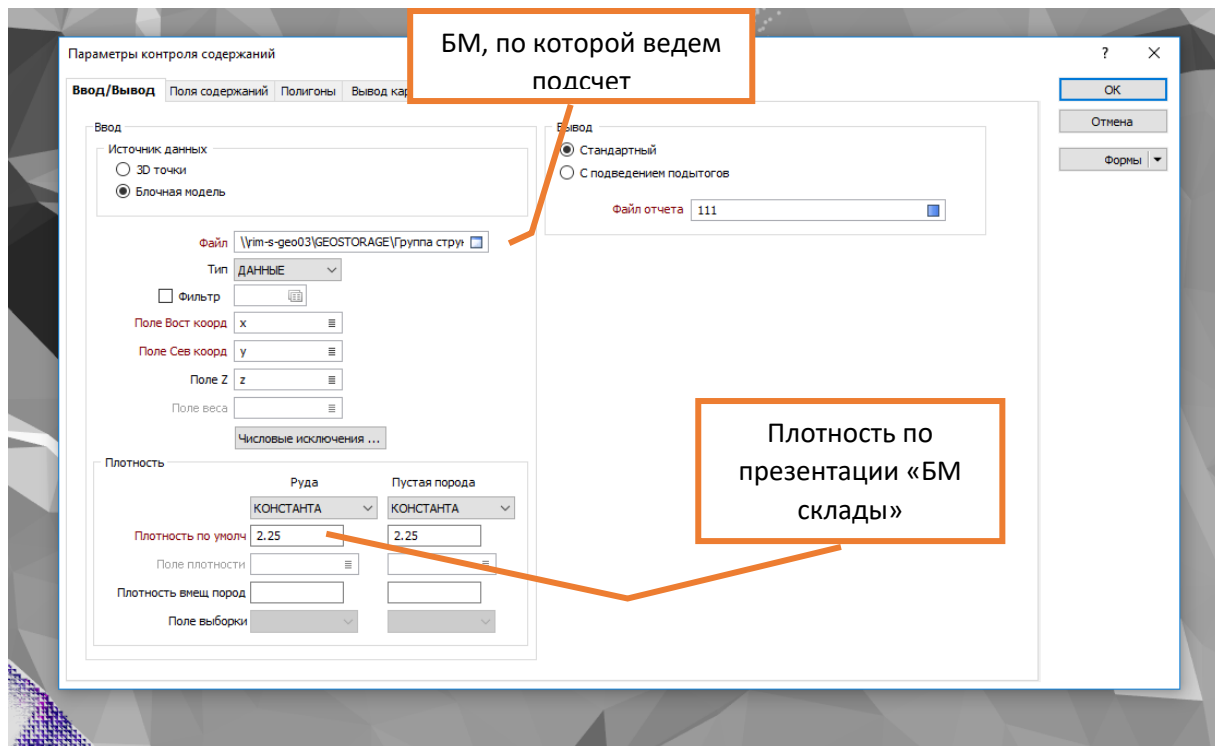 БМ, по которой ведем
подсчет
Параметры контроля содержаний
? ×
Ввод/Вывод Поля содержаний Полигоны Вывод
OK
Отмена
Формы
Ввод
Источник данных
3D точки
Блочная модель
Вывод
Стандартный
С подведением подытогов
Файл отчета 111
Файл \\rim-s-geo03\GEOSTORAGE\Группа
Тип ДАННЫЕ
Фильтр
Поле Вост коорд x
Поле Сев коорд y
Поле Z z
Поле веса
Числовые исключения ...
Плотность
Руда Пустая порода
КОНСТАНТА КОНСТАНТА
Плотность по умолч 2.25 2.25
Поле плотности
Плотность вмещ пород
Поле выборки
Плотность по
презентации «БМ
склады»